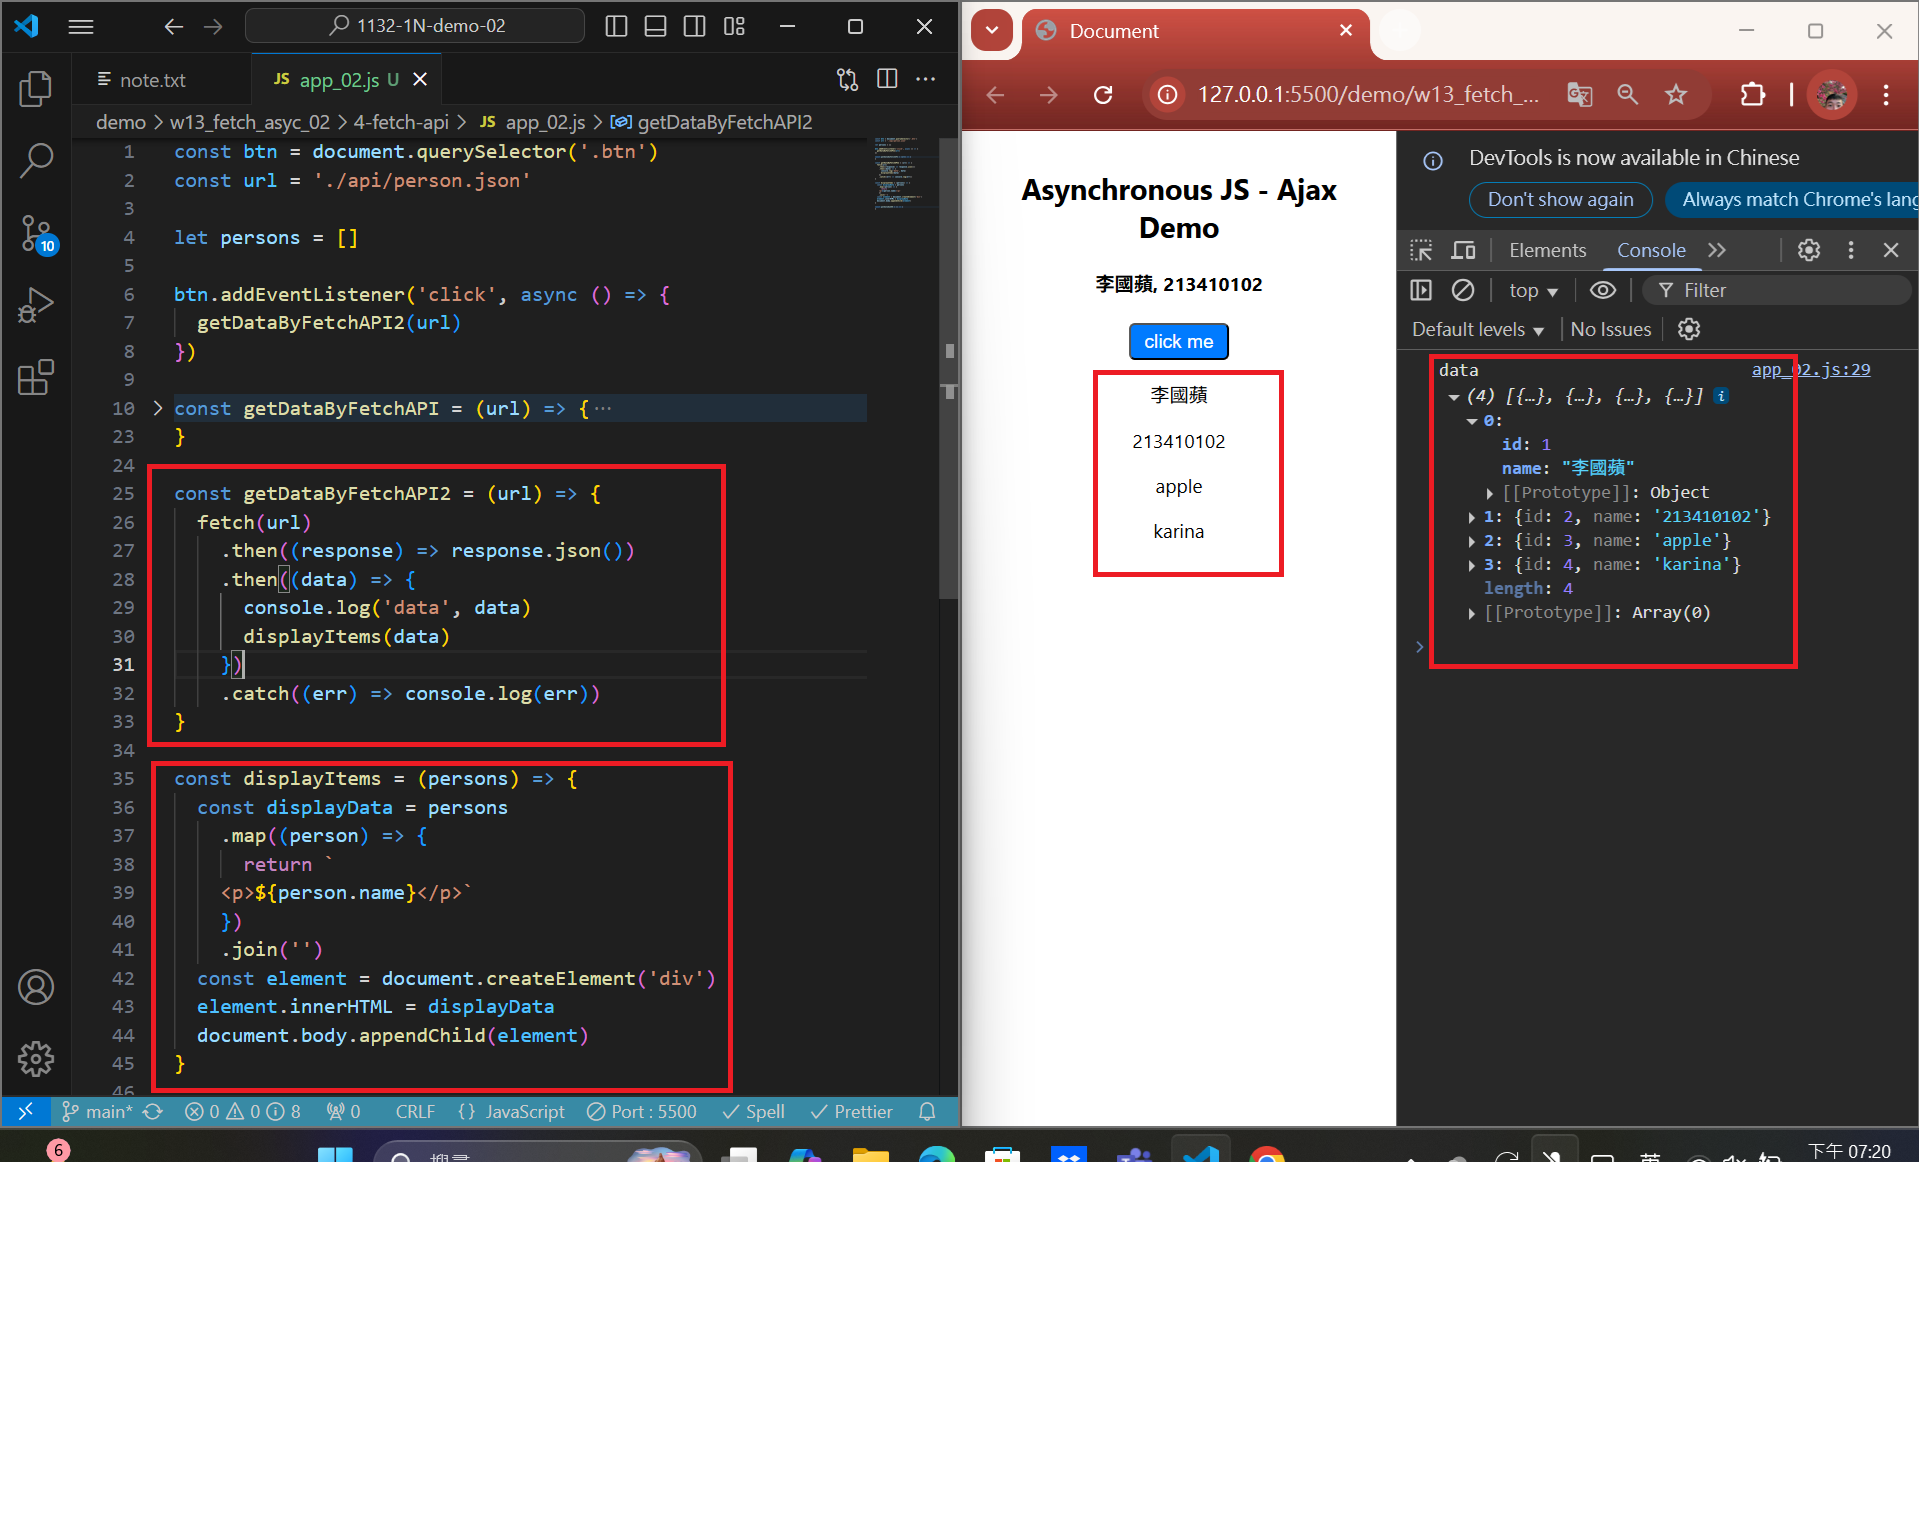 1132-1N-demo-02
note.txt
JS app_02.js U
demo > w13_fetch_asyc_02 > 4-fetch-api > JS app_02.js > getDataByFetchAPI2
1 const btn = document.querySelector('.btn')
2 const url = './api/person.json'
3
4 let persons = []
5
6 btn.addEventListener('click', async () => {
7 getDataByFetchAPI2(url)
8 })
9
10 const getDataByFetchAPI = (url) => {···
23 }
24
25 const getDataByFetchAPI2 = (url) => {
26 fetch(url)
27 .then((response) => response.json())
28 .then((data) => {
29 console.log('data', data)
30 displayItems(data)
31 })
32 .catch((err) => console.log(err))
33 }
34
35 const displayItems = (persons) => {
36 const displayData = persons
37 .map((person) => {
38 return `
39 <p>${person.name}</p>`
40 })
41 .join('')
42 const element = document.createElement('div')
43 element.innerHTML = displayData
44 document.body.appendChild(element)
45 }
46
10
main* 0 0 8 0 CRLF {} JavaScript Port : 5500 Spell Prettier
Document
127.0.0.1:5500/demo/w13_fetch_...
Asynchronous JS - Ajax
Demo
李國蘋, 213410102
click me
李國蘋
213410102
apple
karina
DevTools is now available in Chinese
Don't show again
Always match Chrome's lang
Elements
Console
top
Filter
Default levels
No Issues
data app_02.js:29
(4) [{…}, {…}, {…}, {…}] i
0:
id: 1
name: "李國蘋"
[[Prototype]]: Object
1: {id: 2, name: '213410102'}
2: {id: 3, name: 'apple'}
3: {id: 4, name: 'karina'}
length: 4
[[Prototype]]: Array(0)
6
下午 07:20